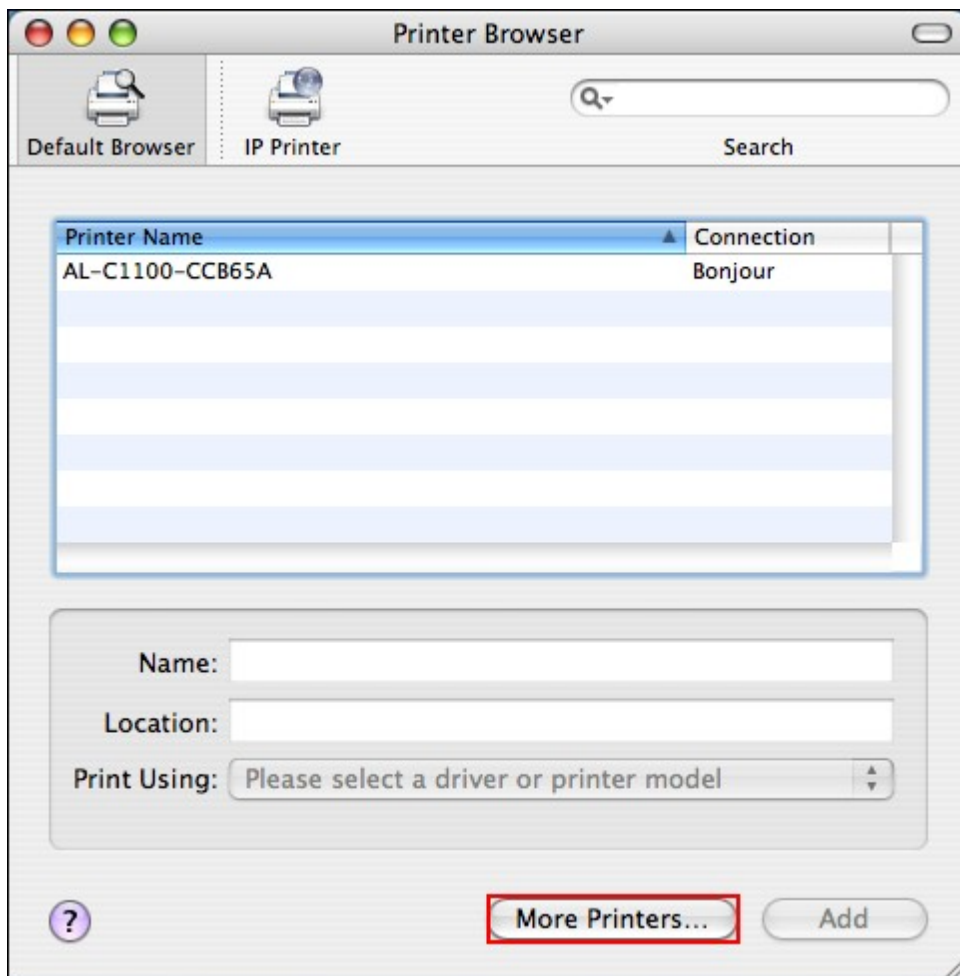 Printer Browser
Default Browser
IP Printer
Search
Printer Name
Connection
AL-C1100-CCB65A
Bonjour
Name:
Location:
Print Using:
Please select a driver or printer model
?
More Printers...
Add